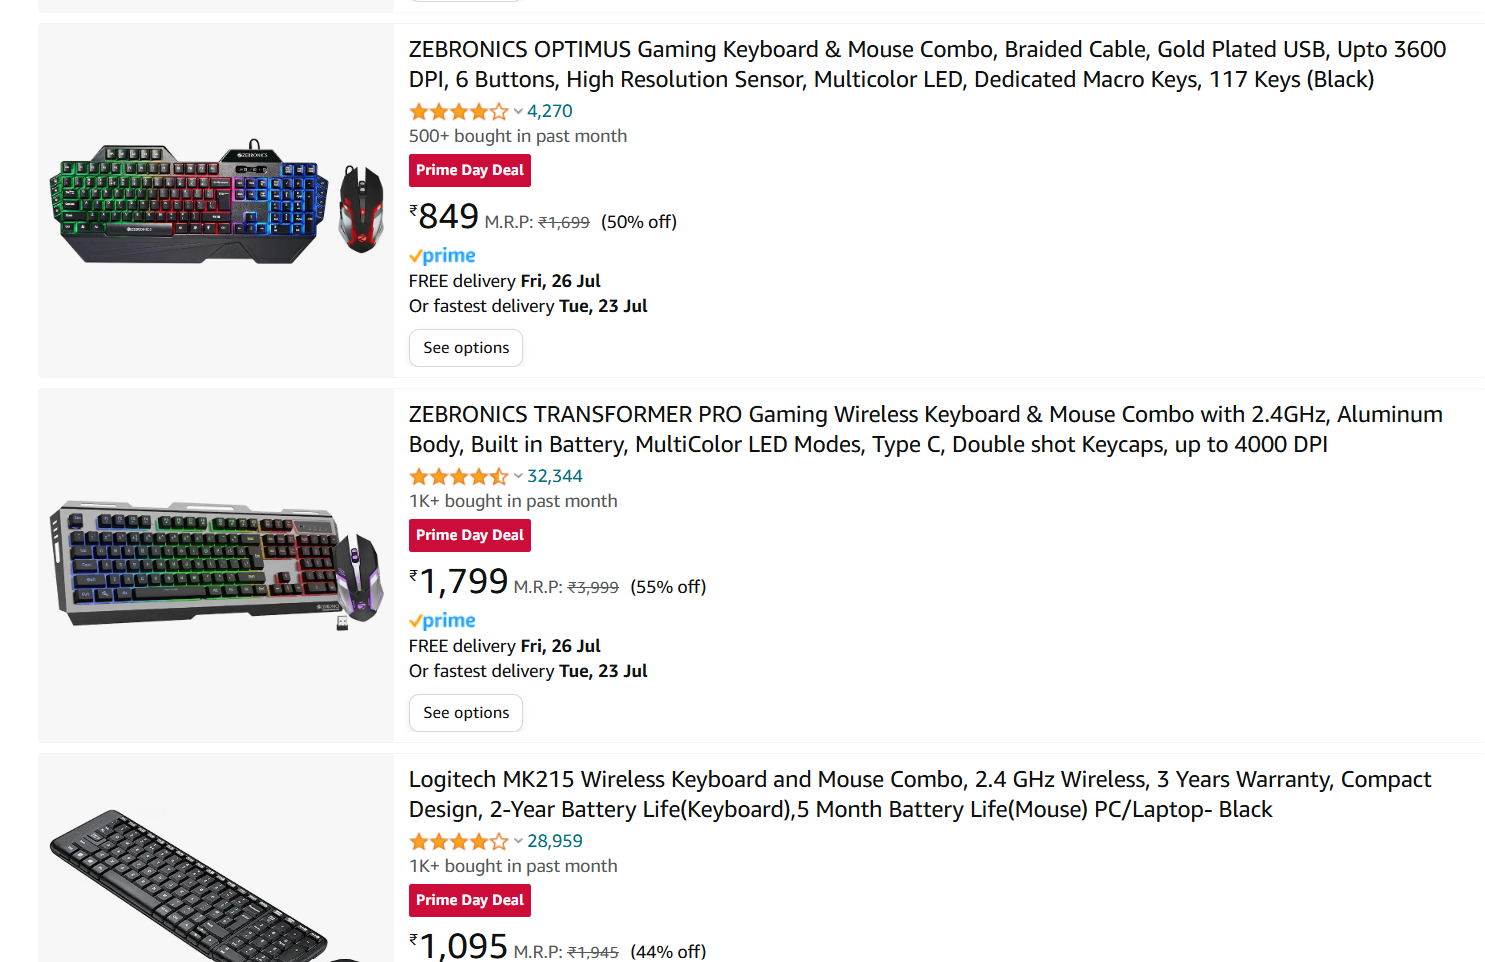 ZEBRONICS OPTIMUS Gaming Keyboard & Mouse Combo, Braided Cable, Gold Plated USB, Upto 3600
DPI, 6 Buttons, High Resolution Sensor, Multicolor LED, Dedicated Macro Keys, 117 Keys (Black)
4,270
500+ bought in past month
Prime Day Deal
₹849 M.R.P: ₹1,699 (50% off)
prime
FREE delivery Fri, 26 Jul
Or fastest delivery Tue, 23 Jul
See options
ZEBRONICS
ZEBRONICS
ZEBRONICS TRANSFORMER PRO Gaming Wireless Keyboard & Mouse Combo with 2.4GHz, Aluminum
Body, Built in Battery, MultiColor LED Modes, Type C, Double shot Keycaps, up to 4000 DPI
32,344
1K+ bought in past month
Prime Day Deal
₹1,799 M.R.P: ₹3,999 (55% off)
prime
FREE delivery Fri, 26 Jul
Or fastest delivery Tue, 23 Jul
See options
Logitech MK215 Wireless Keyboard and Mouse Combo, 2.4 GHz Wireless, 3 Years Warranty, Compact
Design, 2-Year Battery Life(Keyboard),5 Month Battery Life(Mouse) PC/Laptop- Black
28,959
1K+ bought in past month
Prime Day Deal
₹1,095 M.R.P: ₹1,945 (44% off)